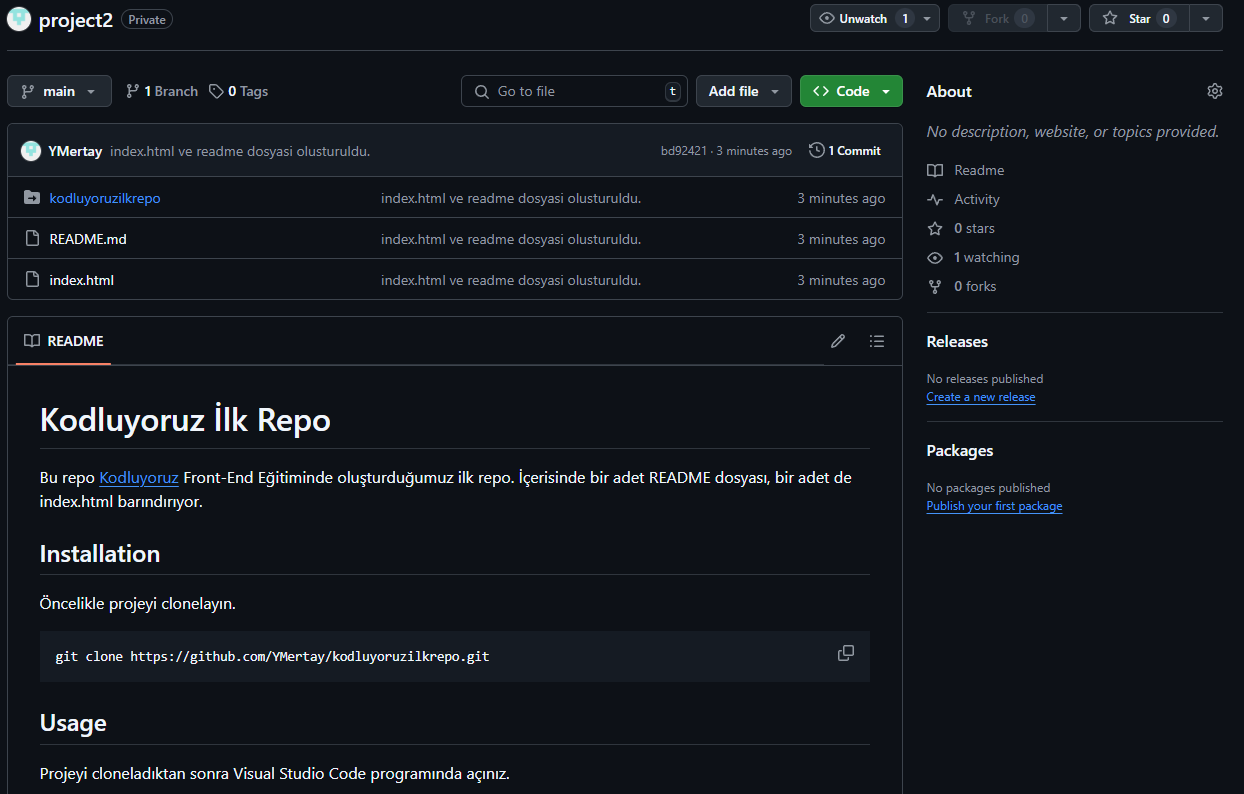 project2 Private
Unwatch 1 Fork 0 Star 0
main 1 Branch 0 Tags Go to file t Add file Code
YMertay index.html ve readme dosyasi olusturuldu. bd92421 · 3 minutes ago 1 Commit
kodluyoruzilkrepo index.html ve readme dosyasi olusturuldu. 3 minutes ago
README.md index.html ve readme dosyasi olusturuldu. 3 minutes ago
index.html index.html ve readme dosyasi olusturuldu. 3 minutes ago
README
Kodluyoruz İlk Repo
Bu repo Kodluyoruz Front-End Eğitiminde oluşturduğumuz ilk repo. İçerisinde bir adet README dosyası, bir adet de
index.html barındırıyor.
Installation
Öncelikle projeyi clonelayın.
git clone https://github.com/YMertay/kodluyoruzilkrepo.git
Usage
Projeyi cloneladıktan sonra Visual Studio Code programında açınız.
About
No description, website, or topics provided.
Readme
Activity
0 stars
1 watching
0 forks
Releases
No releases published
Create a new release
Packages
No packages published
Publish your first package